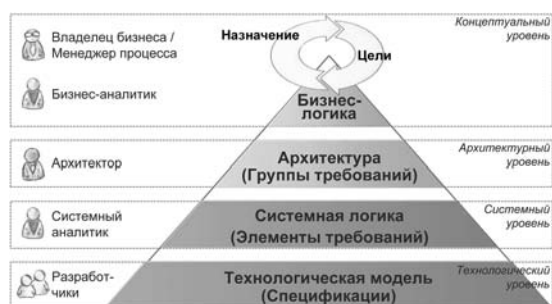 Владелец бизнеса /
Менеджер процесса
Бизнес-аналитик
Назначение
Цели
Бизнес-
логика
Концептуальный
уровень
Архитектор
Архитектура
(Группы требований)
Архитектурный
уровень
Системный
аналитик
Системная логика
(Элементы требований)
Системный
уровень
Разработ-
чики
Технологическая модель
(Спецификации)
Технологический
уровень